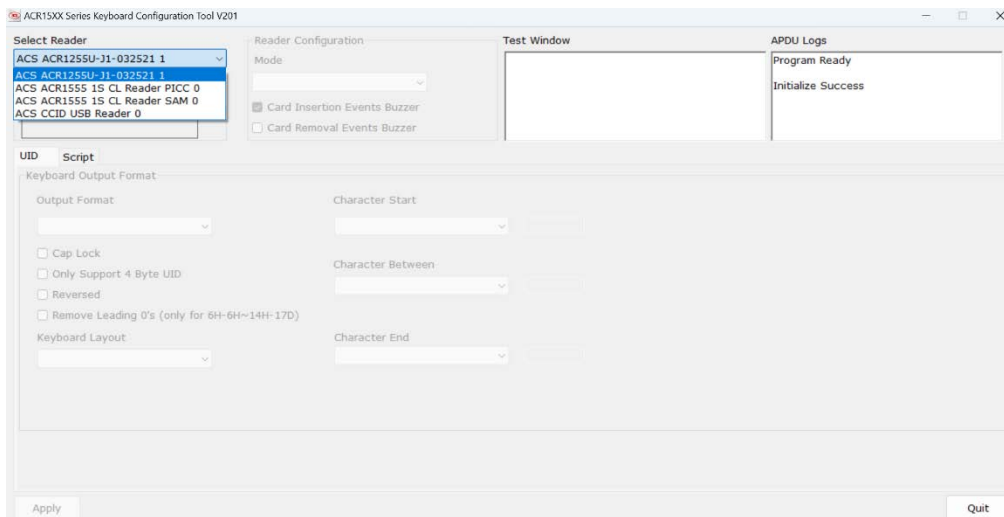 ACR15XX Series Keyboard Configuration Tool V201
Select Reader
ACS ACR1255U-J1-032521 1
ACS ACR1255U-J1-032521 1
ACS ACR1555 1S CL Reader PICC 0
ACS ACR1555 1S CL Reader SAM 0
ACS CCID USB Reader 0
Reader Configuration
Mode
Card Insertion Events Buzzer
Card Removal Events Buzzer
Test Window
APDU Logs
Program Ready
Initialize Success
UID Script
Keyboard Output Format
Output Format
Cap Lock
Only Support 4 Byte UID
Reversed
Remove Leading 0's (only for 6H-6H~14H-17D)
Keyboard Layout
Character Start
Character Between
Character End
Apply
Quit